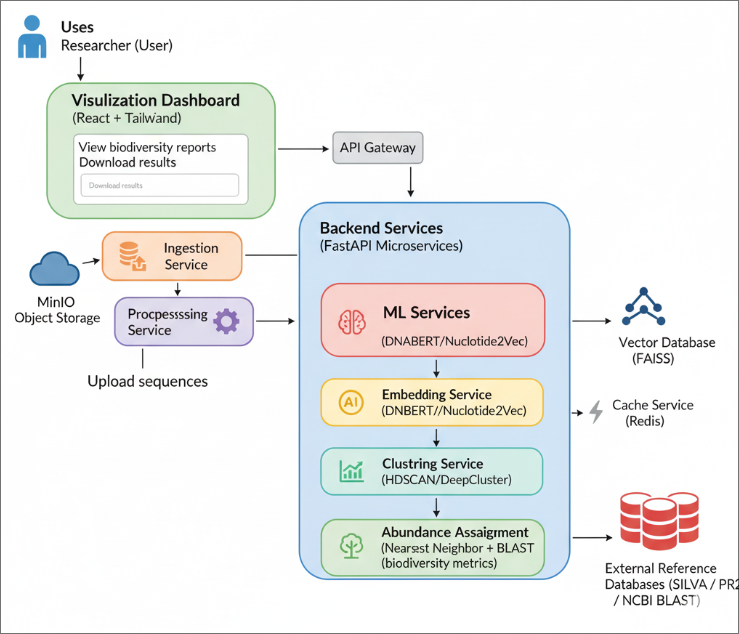 Uses
Researcher (User)
Visulization Dashboard
(React + Tailwand)
View biodiversity reports
Download results
Download results
API Gateway
Backend Services
(FastAPI Microservices)
Ingestion
Service
MinIO
Object Storage
Procpessssing
Service
Upload sequences
ML Services
(DNABERT/Nuclotide2Vec)
Embedding Service
(DNBERT//Nuclotide2Vec)
Clustring Service
(HDSCAN/DeepCluster)
Abundance Assaigment
(Nearest Neighbor + BLAST
(biodiversity metrics)
Vector Database
(FAISS)
Cache Service
(Redis)
External Reference
Databases (SILVA / PR2
/ NCBI BLAST)
AI